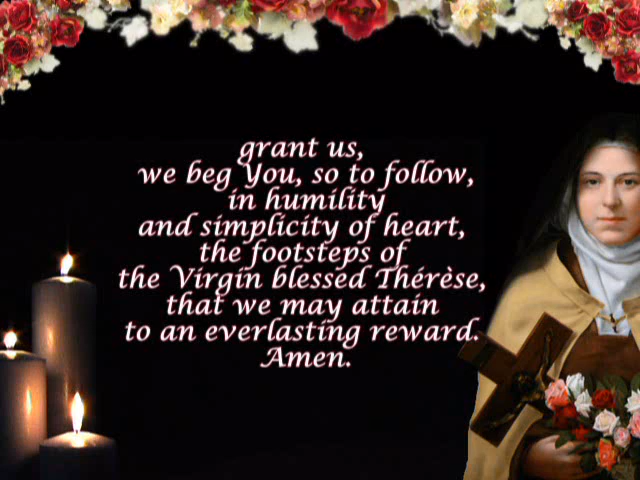 grant us,
we beg You, so to follow,
in humility
and simplicity of heart,
the footsteps of
the Virgin blessed Thérèse,
that we may attain
to an everlasting reward.
Amen.